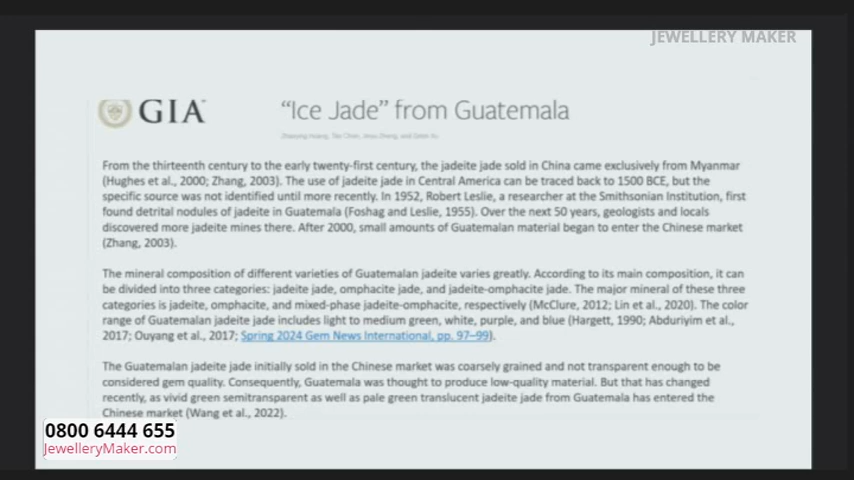 JEWELLERY MAKER
GIA
"Ice Jade" from Guatemala
From the thirteenth century to the early twenty-first century, the jadeite jade sold in China came exclusively from Myanmar
(Hughes et al., 2000; Zhang, 2003). The use of jadeite jade in Central America can be traced back to 1500 BCE, but the
specific source was not identified until more recently. In 1952, Robert Leslie, a researcher at the Smithsonian Institution, first
found detrital nodules of jadeite in Guatemala (Foshag and Leslie, 1955). Over the next 50 years, geologists and locals
discovered more jadeite mines there. After 2000, small amounts of Guatemalan material began to enter the Chinese market
(Zhang, 2003).
The mineral composition of different varieties of Guatemalan jadeite varies greatly. According to its main composition, it can
be divided into three categories: jadeite jade, omphacite jade, and jadeite-omphacite jade. The major mineral of these three
categories is jadeite, omphacite, and mixed-phase jadeite-omphacite, respectively (McClure, 2012; Lin et al., 2020). The color
range of Guatemalan jadeite jade includes light to medium green, white, purple, and blue (Hargett, 1990; Abduriyim et al.,
2017; Ouyang et al., 2017; Spring 2024 Gem News International, pp. 97–99).
The Guatemalan jadeite jade initially sold in the Chinese market was coarsely grained and not transparent enough to be
considered gem quality. Consequently, Guatemala was thought to produce low-quality material. But that has changed
recently, as vivid green semitransparent as well as pale green translucent jadeite jade from Guatemala has entered the
Chinese market (Wang et al., 2022).
0800 6444 655
JewelleryMaker.com